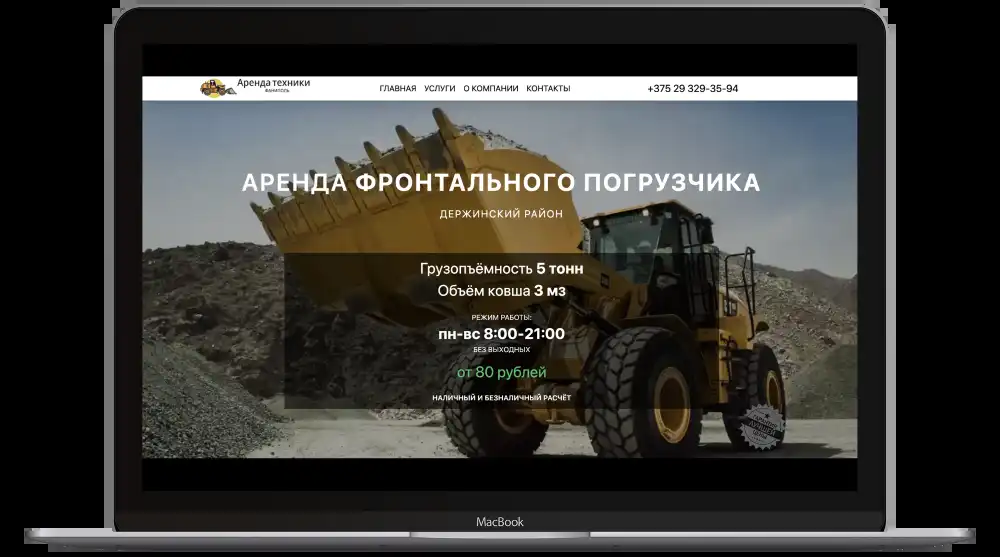 Аренда техники
ФАНИПОЛЬ
ГЛАВНАЯ УСЛУГИ О КОМПАНИИ КОНТАКТЫ
+375 29 329-35-94
АРЕНДА ФРОНТАЛЬНОГО ПОГРУЗЧИКА
ДЕРЖИНСКИЙ РАЙОН
Грузопъёмность 5 тонн
Объём ковша 3 мз
РЕЖИМ РАБОТЫ:
пн-вс 8:00-21:00
БЕЗ ВЫХОДНЫХ
от 80 рублей
НАЛИЧНЫЙ И БЕЗНАЛИЧНЫЙ РАСЧЁТ
MacBook